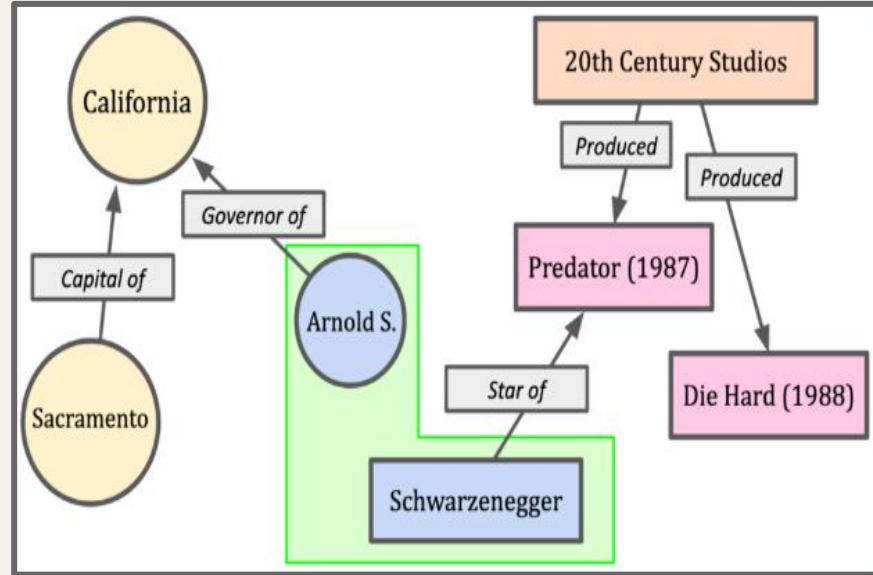 California
20th Century Studios
Produced
Produced
Governor of
Predator (1987)
Capital of
Arnold S.
Star of
Die Hard (1988)
Sacramento
Schwarzenegger